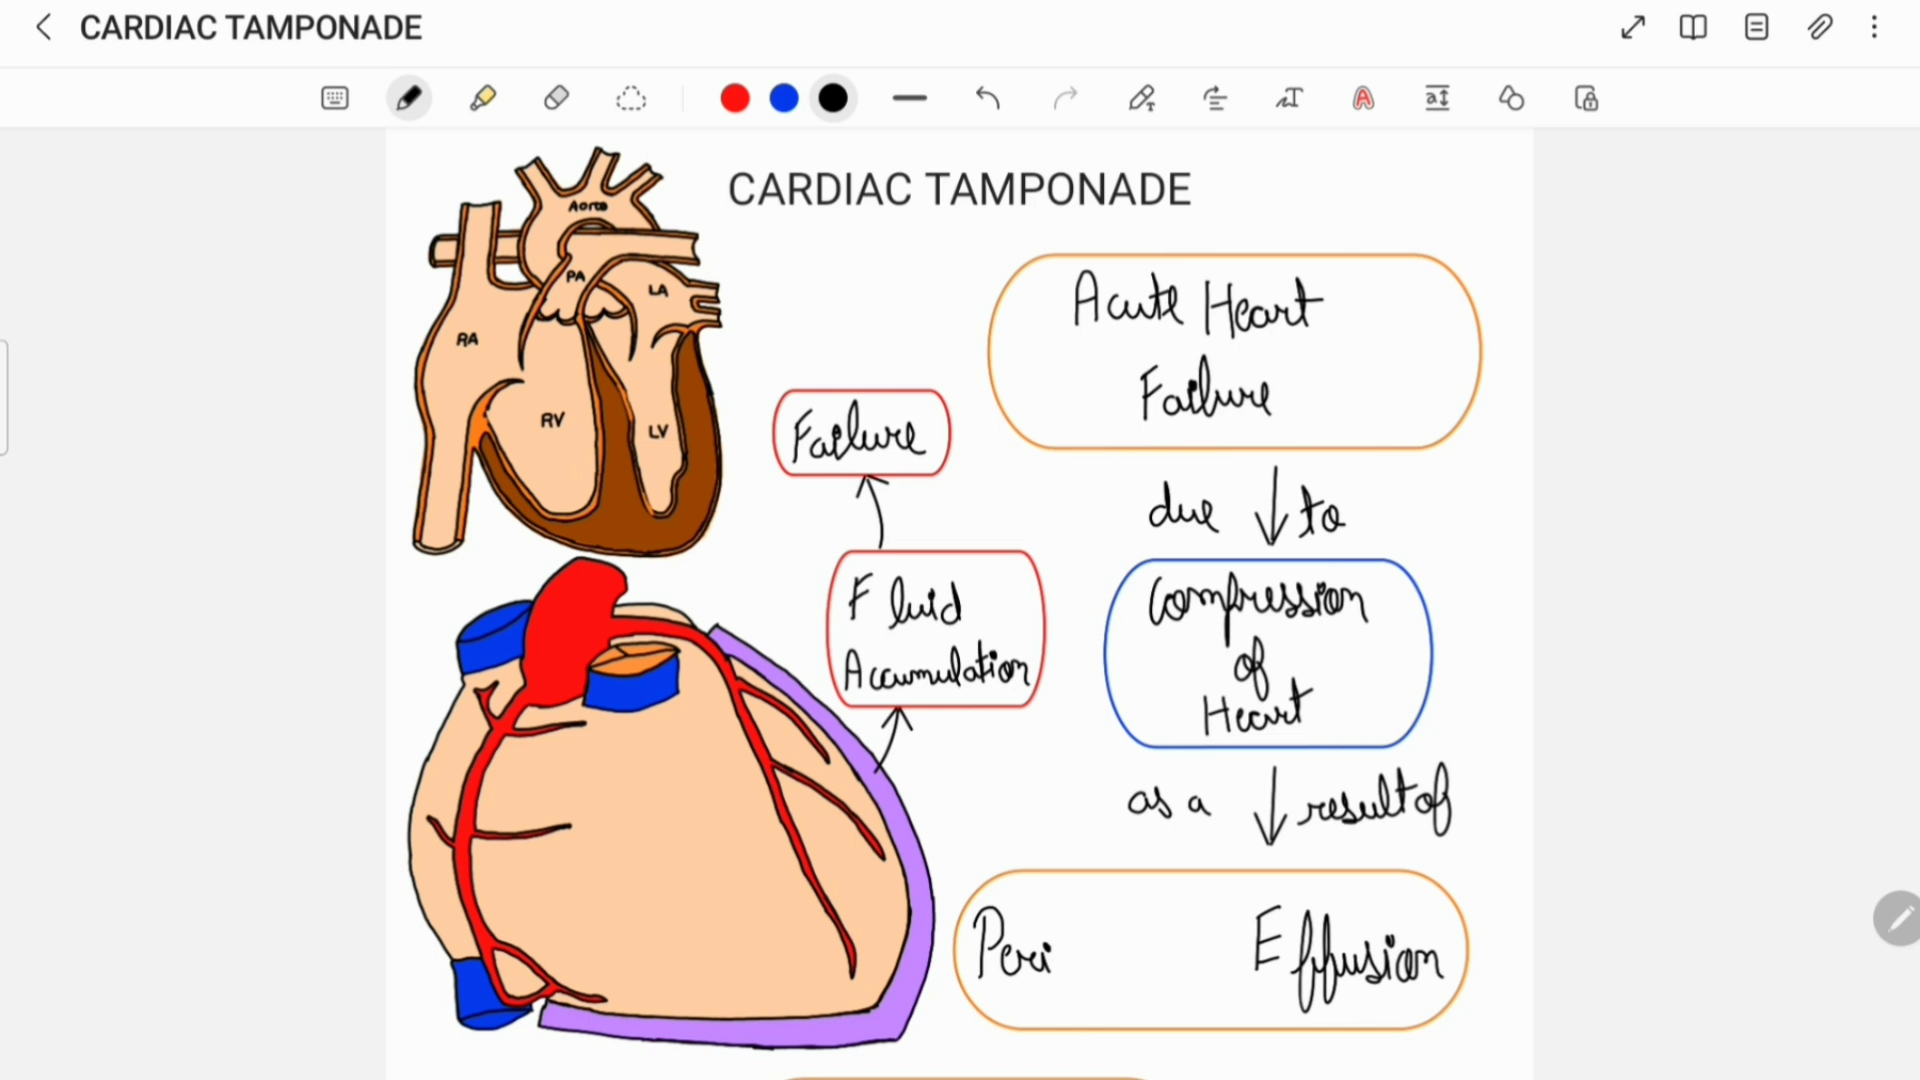 CARDIAC TAMPONADE
CARDIAC TAMPONADE
Aorta
PA
LA
RA
RV
LV
Acute Heart
Failure
due to
Compression
of
Heart
as a result of
Peri Effusion
Failure
Fluid
Accumulation